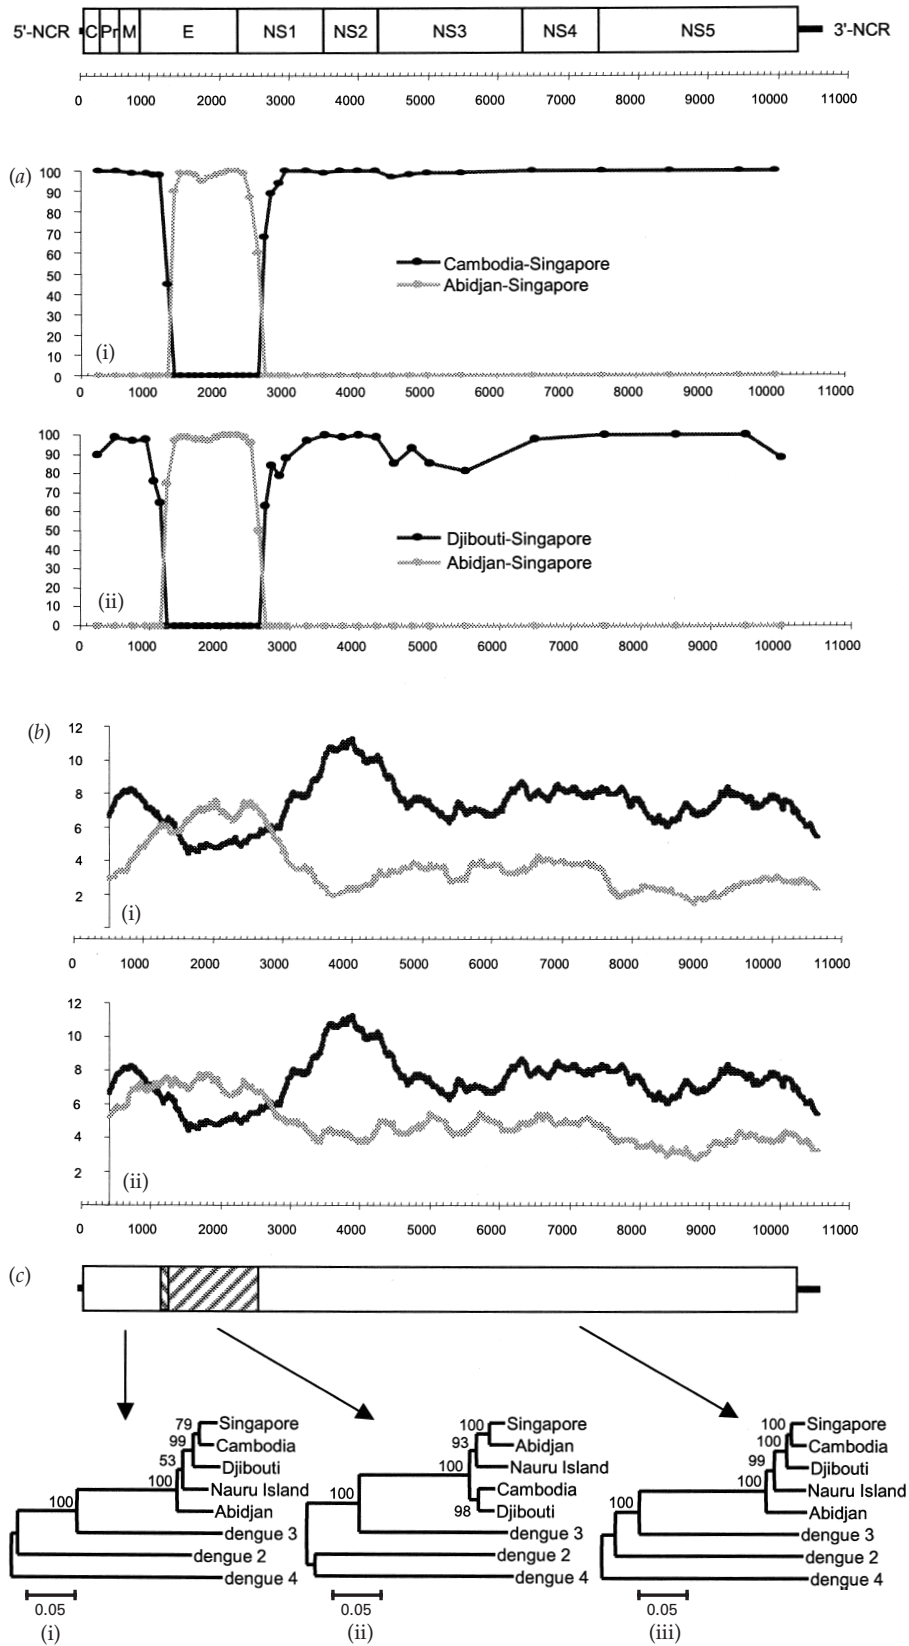 5'-NCR C Pr M E NS1 NS2 NS3 NS4 NS5 3'-NCR
0 1000 2000 3000 4000 5000 6000 7000 8000 9000 10000 11000
(a)
100
90
80
70
60
50
40
30
20
10
0
Cambodia-Singapore
Abidjan-Singapore
(i)
0 1000 2000 3000 4000 5000 6000 7000 8000 9000 10000 11000
100
90
80
70
60
50
40
30
20
10
0
Djibouti-Singapore
Abidjan-Singapore
(ii)
0 1000 2000 3000 4000 5000 6000 7000 8000 9000 10000 11000
(b)
12
10
8
6
4
2
(i)
0 1000 2000 3000 4000 5000 6000 7000 8000 9000 10000 11000
12
10
8
6
4
2
(ii)
0 1000 2000 3000 4000 5000 6000 7000 8000 9000 10000 11000
(c)
79 Singapore
99 Cambodia
53 Djibouti
100 Nauru Island
100 Abidjan
dengue 3
dengue 2
dengue 4
0.05
(i)
100 Singapore
93 Abidjan
100 Nauru Island
Cambodia
100 98 Djibouti
dengue 3
dengue 2
dengue 4
0.05
(ii)
100 Singapore
100 Cambodia
99 Djibouti
100 Nauru Island
100 Abidjan
dengue 3
dengue 2
dengue 4
0.05
(iii)